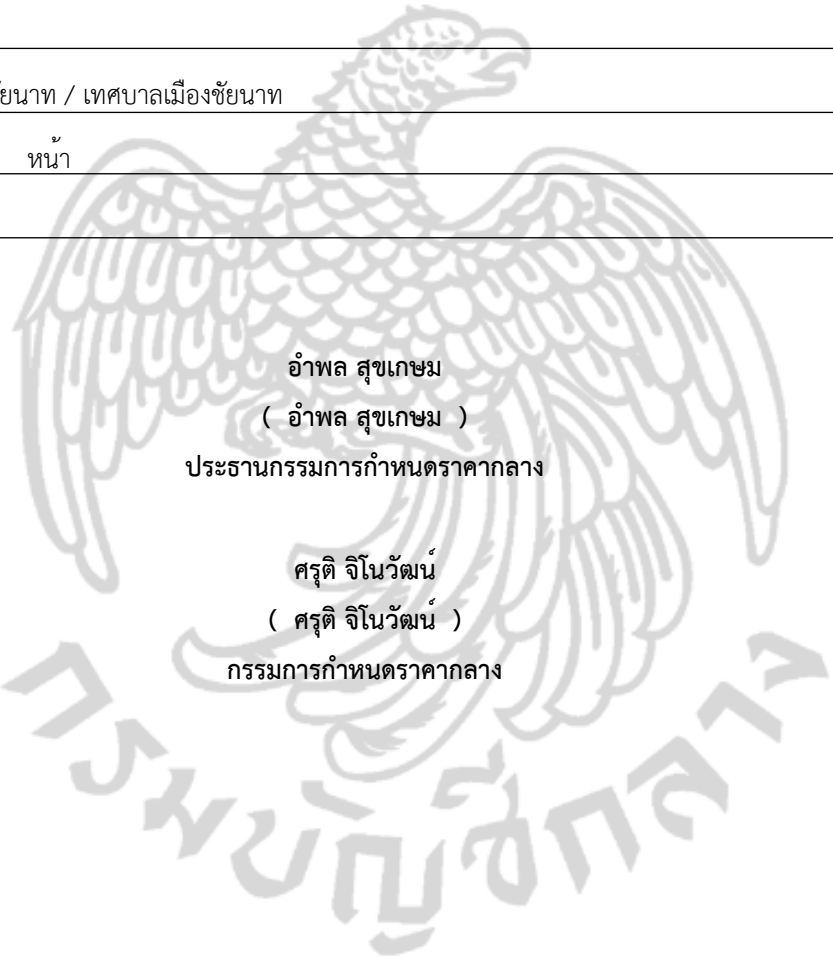 ยนาท / เทศบาลเมืองชัยนาท
หน้า
อำพล สุขเกษม
( อำพล สุขเกษม )
ประธานกรรมการกำหนดราคากลาง
ศรุติ จิโนวัฒน์
( ศรุติ จิโนวัฒน์ )
กรรมการกำหนดราคากลาง
กรมบัญชีกลาง